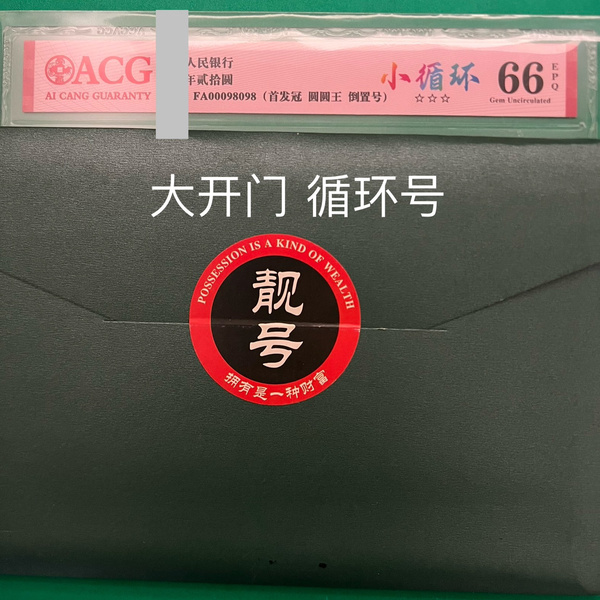 ACG
AI CANG GUARANTY
人民银行
年贰拾圆
FA00098098（首发冠 圆圆王 倒置号）
小循环
☆☆☆
66 EPQ
Gem Uncirculated
大开门 循环号
POSSESSION IS A KIND OF WEALTH
靓号
拥有是一种财富